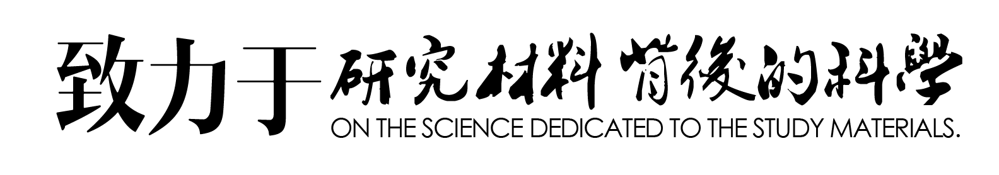 致力于研究材料背後的科學
ON THE SCIENCE DEDICATED TO THE STUDY MATERIALS.